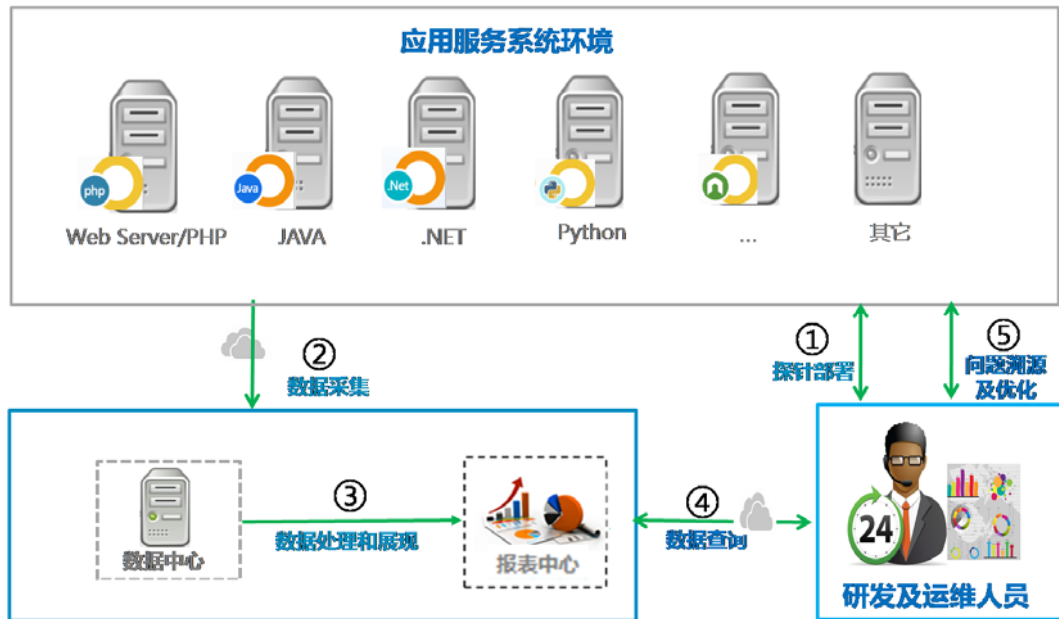 应用服务系统环境
php
Java
.Net
Web Server/PHP
JAVA
.NET
Python
...
其它
②
数据采集
①
探针部署
⑤
问题溯源
及优化
数据中心
③
数据处理和展现
报表中心
④
数据查询
24
研发及运维人员